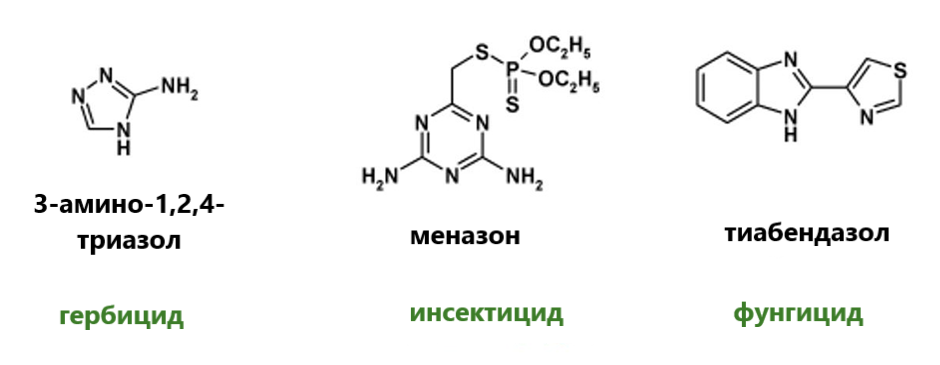 N
N
N
H
NH₂
S
P
S
OC₂H₅
OC₂H₅
N
N
N
H₂N
NH₂
N
N
H
S
N
3-амино-1,2,4-
триазол
меназон
тиабендазол
гербицид
инсектицид
фунгицид